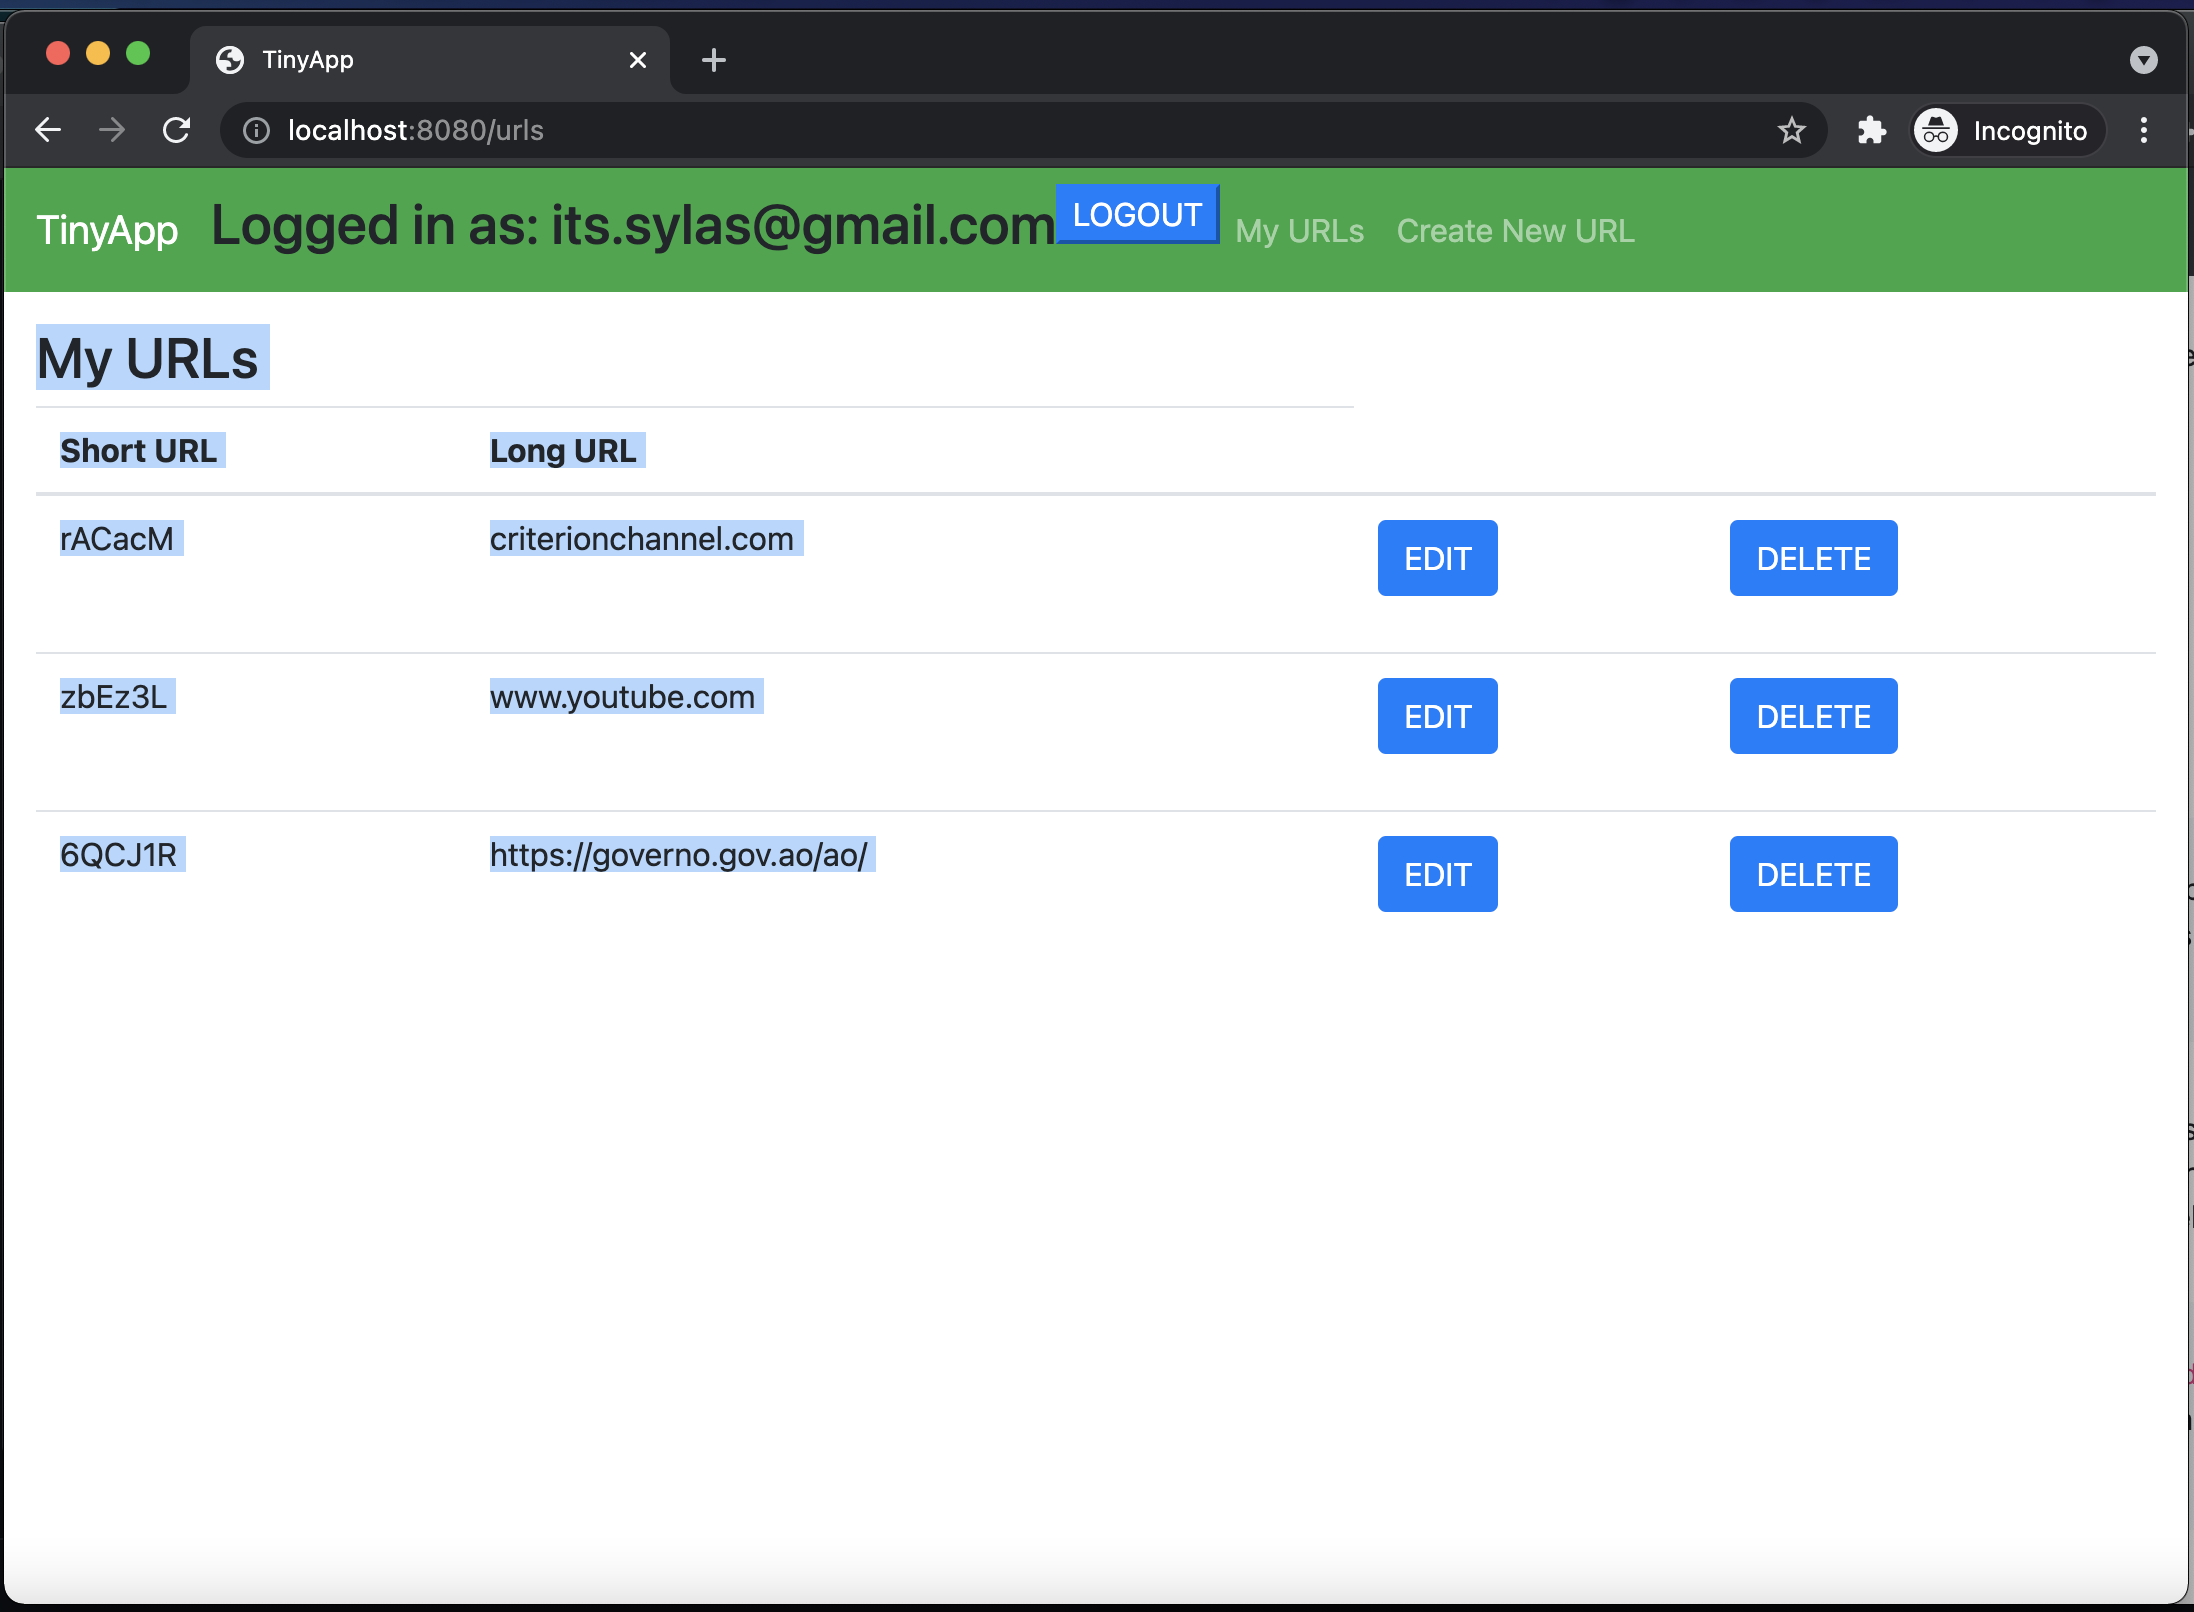 TinyApp
localhost:8080/urls
Incognito
TinyApp Logged in as: its.sylas@gmail.com LOGOUT My URLs Create New URL
My URLs
Short URL Long URL
rACacM criterionchannel.com EDIT DELETE
zbEz3L www.youtube.com EDIT DELETE
6QCJ1R https://governo.gov.ao/ao/ EDIT DELETE